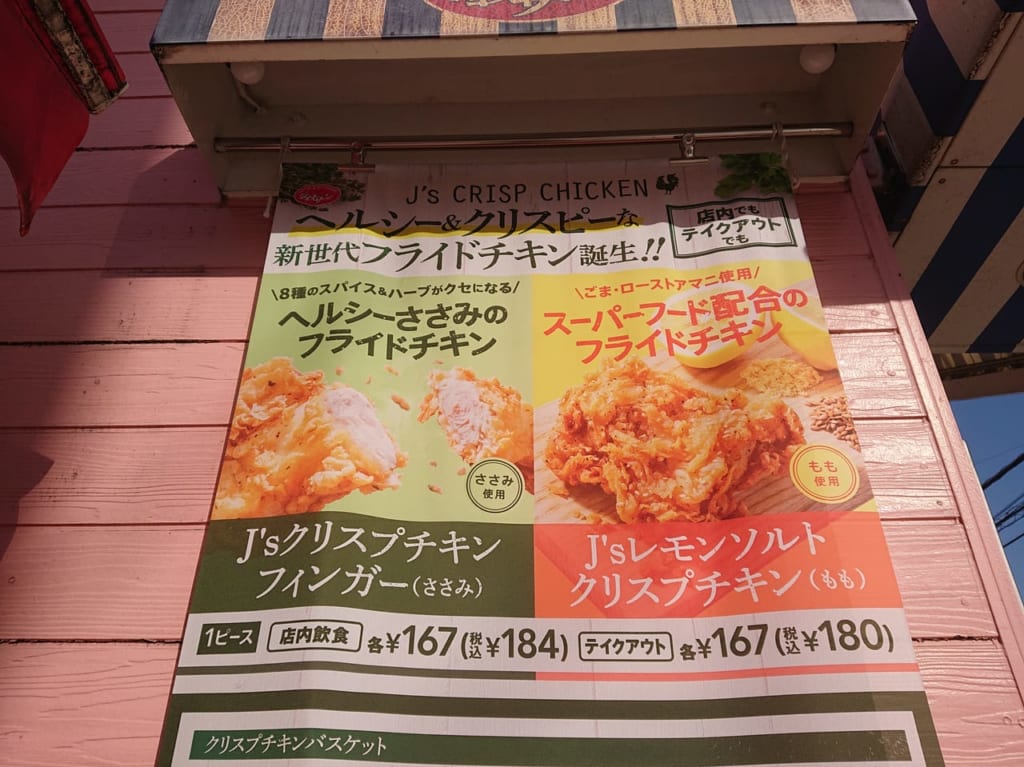 J's CRISP CHICKEN
ヘルシー&クリスピーな
新世代フライドチキン誕生!!
店内でも
テイクアウト
でも
\8種のスパイス&ハーブがクセになる/
ヘルシーささみの
フライドチキン
ささみ
使用
J'sクリスプチキン
フィンガー(ささみ)
\ごま・ローストアマニ使用/
スーパーフード配合の
フライドチキン
もも
使用
J'sレモンソルト
クリスプチキン(もも)
1ピース 店内飲食 各¥167(税込¥184) テイクアウト 各¥167(税込¥180)
クリスプチキンバスケット